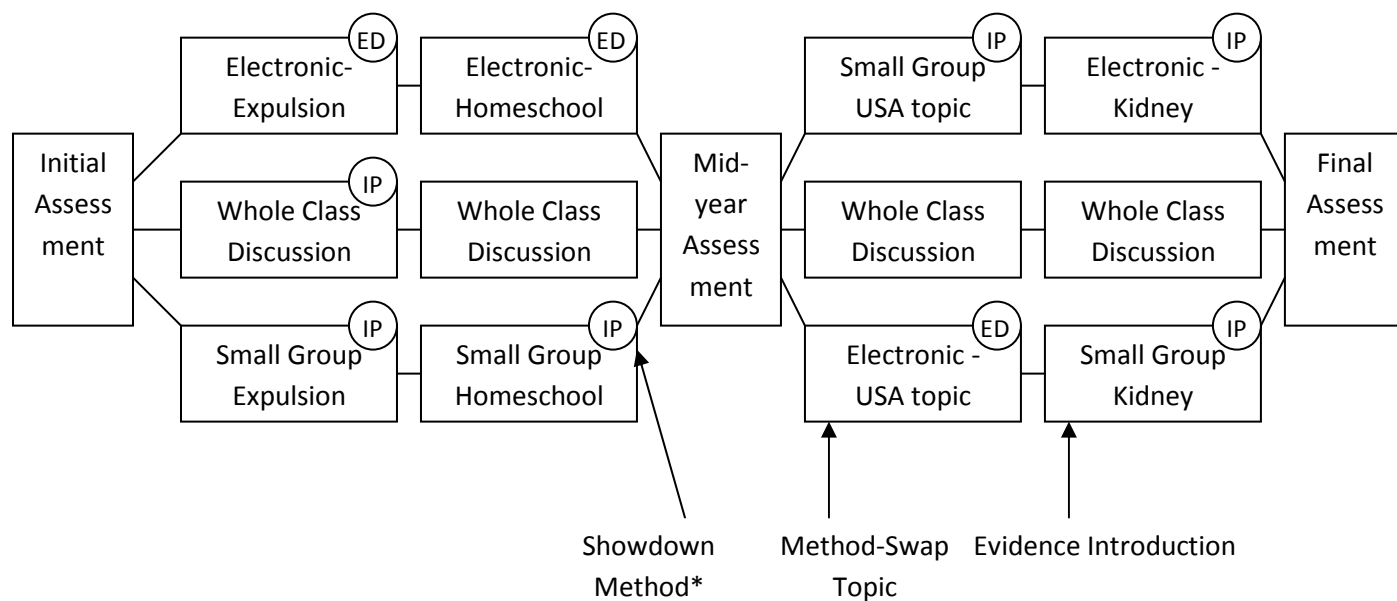 ED
Electronic-
Expulsion
ED
Electronic-
Homeschool
IP
Small Group
USA topic
IP
Electronic -
Kidney
Initial
Assess
ment
IP
Whole Class
Discussion
Whole Class
Discussion
Mid-
year
Assess
ment
Whole Class
Discussion
Whole Class
Discussion
Final
Assess
ment
IP
Small Group
Expulsion
IP
Small Group
Homeschool
ED
Electronic -
USA topic
IP
Small Group
Kidney
Showdown
Method*
Method-Swap
Topic
Evidence Introduction